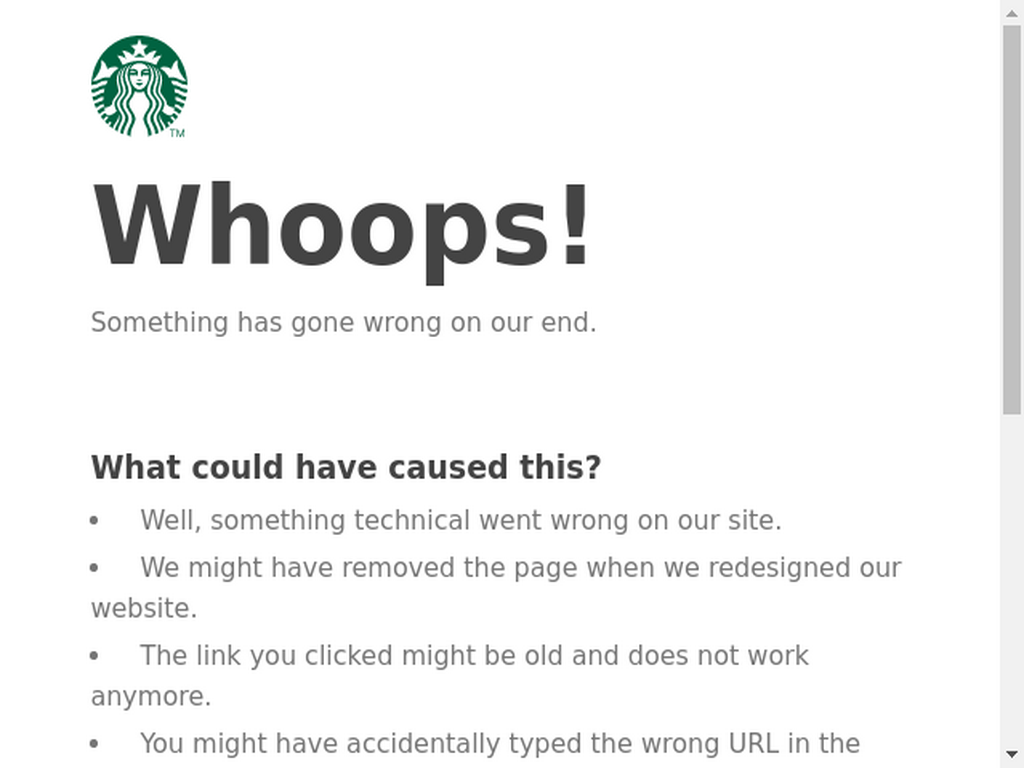 TM
Whoops!
Something has gone wrong on our end.
What could have caused this?
• Well, something technical went wrong on our site.
• We might have removed the page when we redesigned our
website.
• The link you clicked might be old and does not work
anymore.
• You might have accidentally typed the wrong URL in the